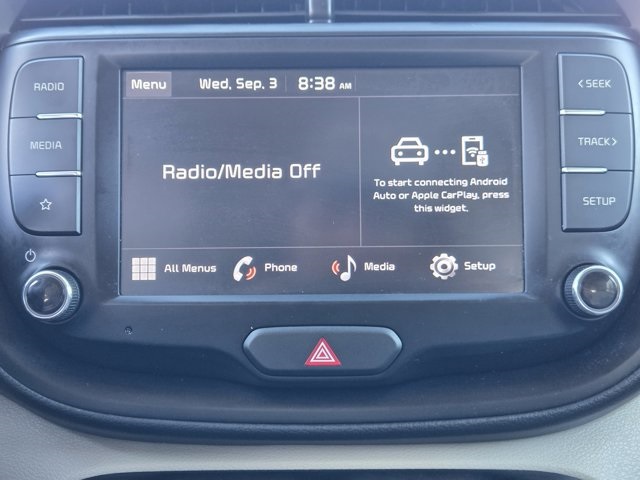 RADIO
MEDIA
Menu Wed, Sep. 3 8:38 AM
Radio/Media Off
To start connecting Android
Auto or Apple CarPlay, press
this widget.
All Menus Phone Media Setup
< SEEK
TRACK >
SETUP